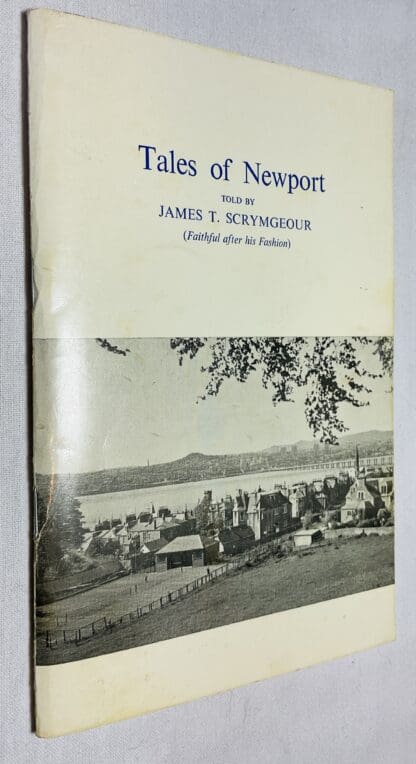 Tales of Newport
TOLD BY
JAMES T. SCRYMGEOUR
(Faithful after his Fashion)